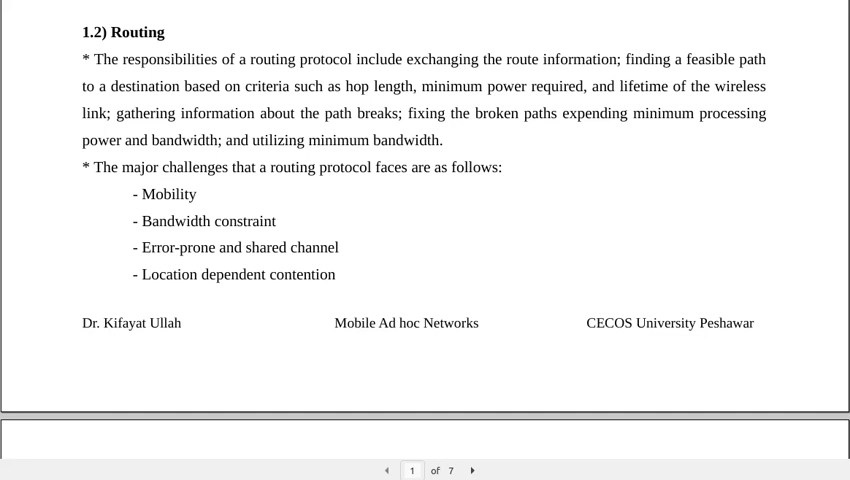 1.2) Routing
* The responsibilities of a routing protocol include exchanging the route information; finding a feasible path
to a destination based on criteria such as hop length, minimum power required, and lifetime of the wireless
link; gathering information about the path breaks; fixing the broken paths expending minimum processing
power and bandwidth; and utilizing minimum bandwidth.
* The major challenges that a routing protocol faces are as follows:
- Mobility
- Bandwidth constraint
- Error-prone and shared channel
- Location dependent contention
Dr. Kifayat Ullah Mobile Ad hoc Networks CECOS University Peshawar
1 of 7